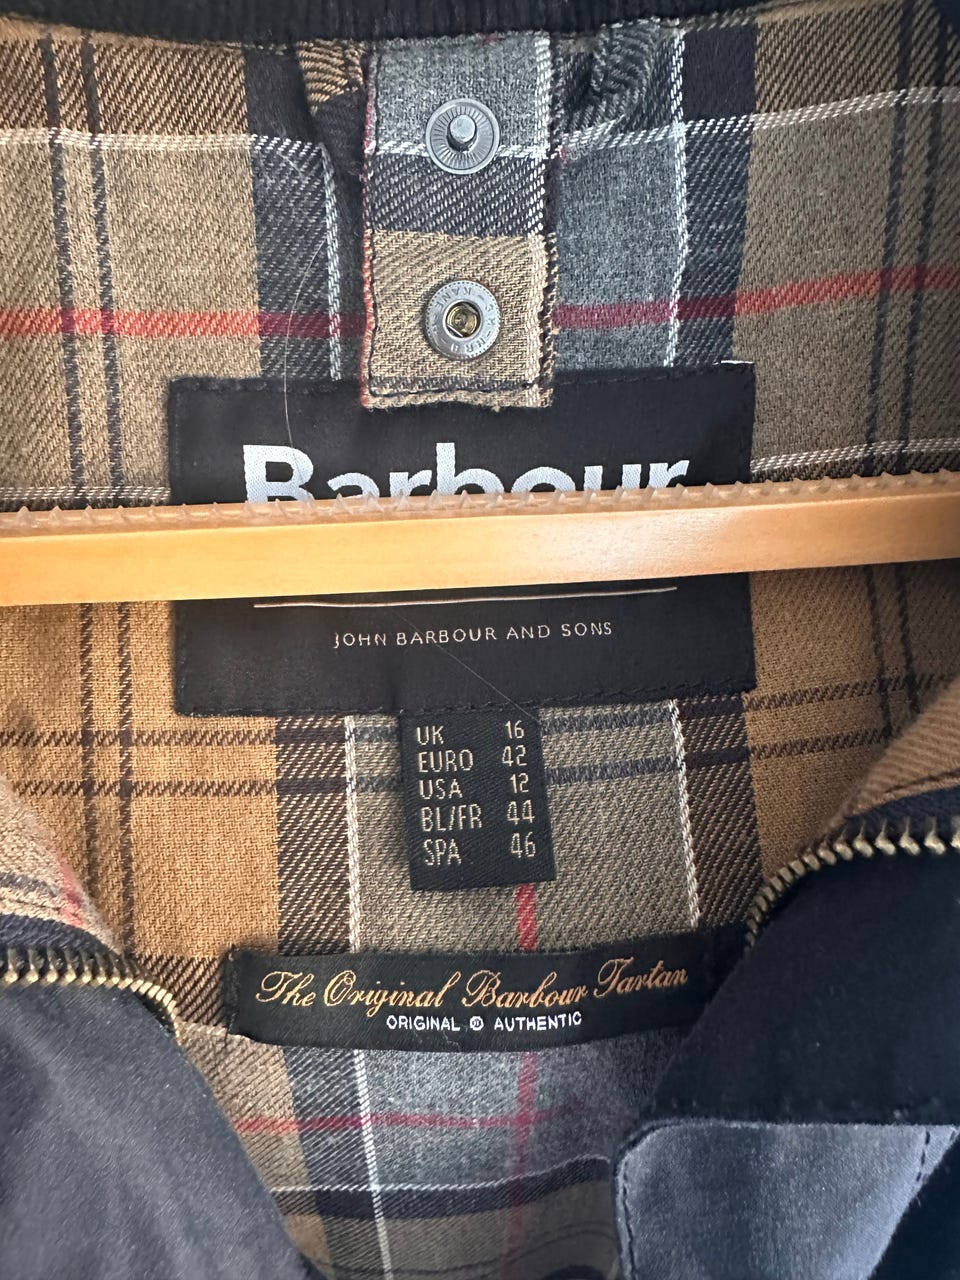 Barbour
JOHN BARBOUR AND SONS
UK 16
EURO 42
USA 12
BL/FR 44
SPA 46
The Original Barbour Tartan
ORIGINAL AUTHENTIC